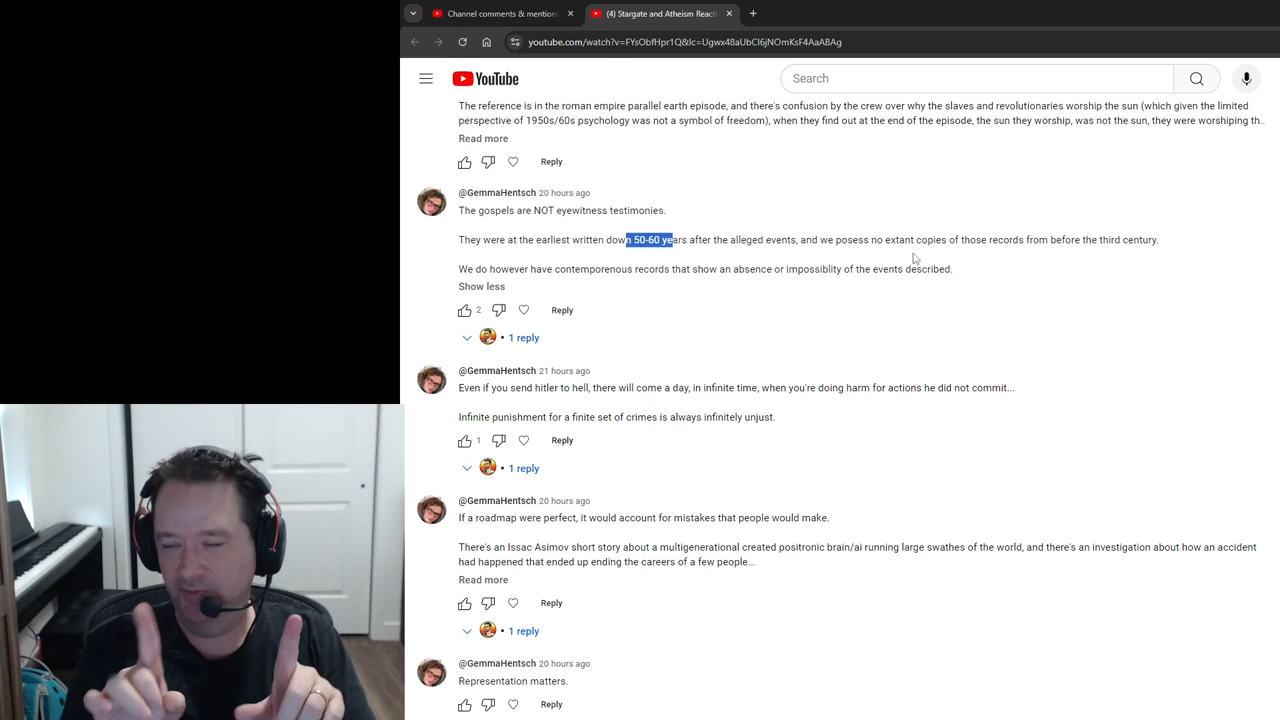 Channel comments & mention
(4) Stargate and Atheism Reacti
youtube.com/watch?v=FYsObfHpr1Q&lc=Ugwx48aUbCl6jNOmKsF4AaABAg
YouTube
Search
The reference is in the roman empire parallel earth episode, and there's confusion by the crew over why the slaves and revolutionaries worship the sun (which given the limited
perspective of 1950s/60s psychology was not a symbol of freedom), when they find out at the end of the episode, the sun they worship, was not the sun, they were worshiping th..
Read more
Reply
@GemmaHentsch 20 hours ago
The gospels are NOT eyewitness testimonies.
They were at the earliest written down 50-60 years after the alleged events, and we posess no extant copies of those records from before the third century.
We do however have contemporenous records that show an absence or impossiblity of the events described.
Show less
2 Reply
1 reply
@GemmaHentsch 21 hours ago
Even if you send hitler to hell, there will come a day, in infinite time, when you're doing harm for actions he did not commit...
Infinite punishment for a finite set of crimes is always infinitely unjust.
1 Reply
1 reply
@GemmaHentsch 20 hours ago
If a roadmap were perfect, it would account for mistakes that people would make.
There's an Issac Asimov short story about a multigenerational created positronic brain/ai running large swathes of the world, and there's an investigation about how an accident
had happened that ended up ending the careers of a few people...
Read more
Reply
1 reply
@GemmaHentsch 20 hours ago
Representation matters.
Reply